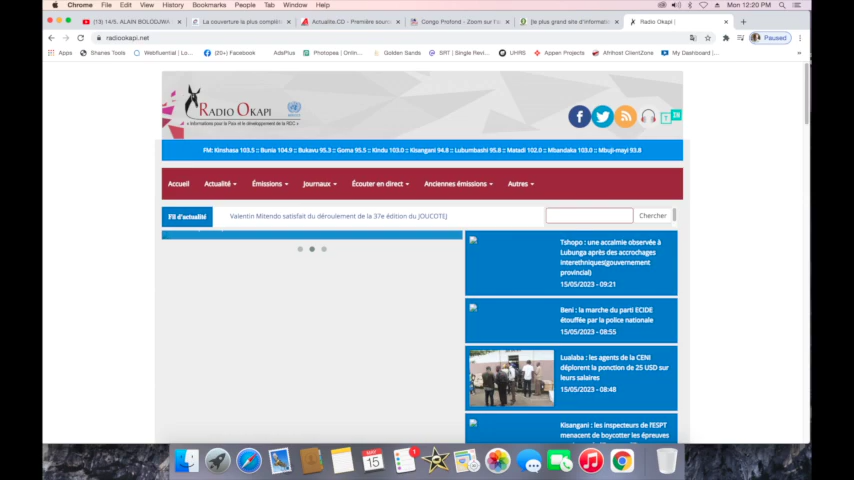 Chrome File Edit View History Bookmarks People Tab Window Help Mon 12:20 PM
(13) 14/5. ALAIN BOLODJWA
La couverture la plus complèt
Actualite.CD - Première sourc
Congo Profond - Zoom sur l'a
[le plus grand site d'informati
Radio Okapi |
radiookapi.net
Paused
Apps Shanes Tools Webfluential | Lo... (20+) Facebook AdsPlus Photopea | Onlin... Golden Sands SRT | Single Revi... UHRS Appen Projects Afrihost ClientZone My Dashboard |...
RADIO OKAPI
« Informations pour la Paix et le développement de la RDC »
FM: Kinshasa 103.5 :: Bunia 104.9 :: Bukavu 95.3 :: Goma 95.5 :: Kindu 103.0 :: Kisangani 94.8 :: Lubumbashi 95.8 :: Matadi 102.0 :: Mbandaka 103.0 :: Mbuji-mayi 93.8
Accueil Actualité Émissions Journaux Écouter en direct Anciennes émissions Autres
Fil d'actualité
Valentin Mitendo satisfait du déroulement de la 37e édition du JOUCOTEJ
Chercher
Tshopo : une accalmie observée à
Lubunga après des accrochages
interethniques(gouvernement
provincial)
15/05/2023 - 09:21
Beni : la marche du parti ECIDE
étouffée par la police nationale
15/05/2023 - 08:55
Lualaba : les agents de la CENI
déplorent la ponction de 25 USD sur
leurs salaires
15/05/2023 - 08:48
Kisangani : les inspecteurs de l'ESPT
menacent de boycotter les épreuves
MAY
15
1